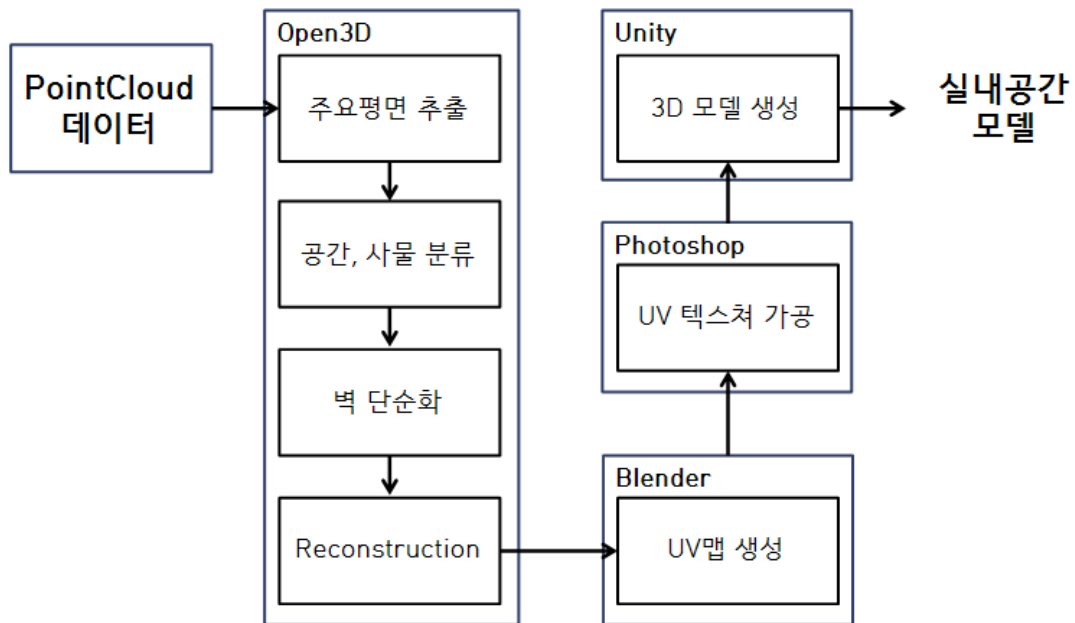 PointCloud
데이터
Open3D
주요평면 추출
공간, 사물 분류
벽 단순화
Reconstruction
Blender
UV맵 생성
Photoshop
UV 텍스쳐 가공
Unity
3D 모델 생성
실내공간
모델